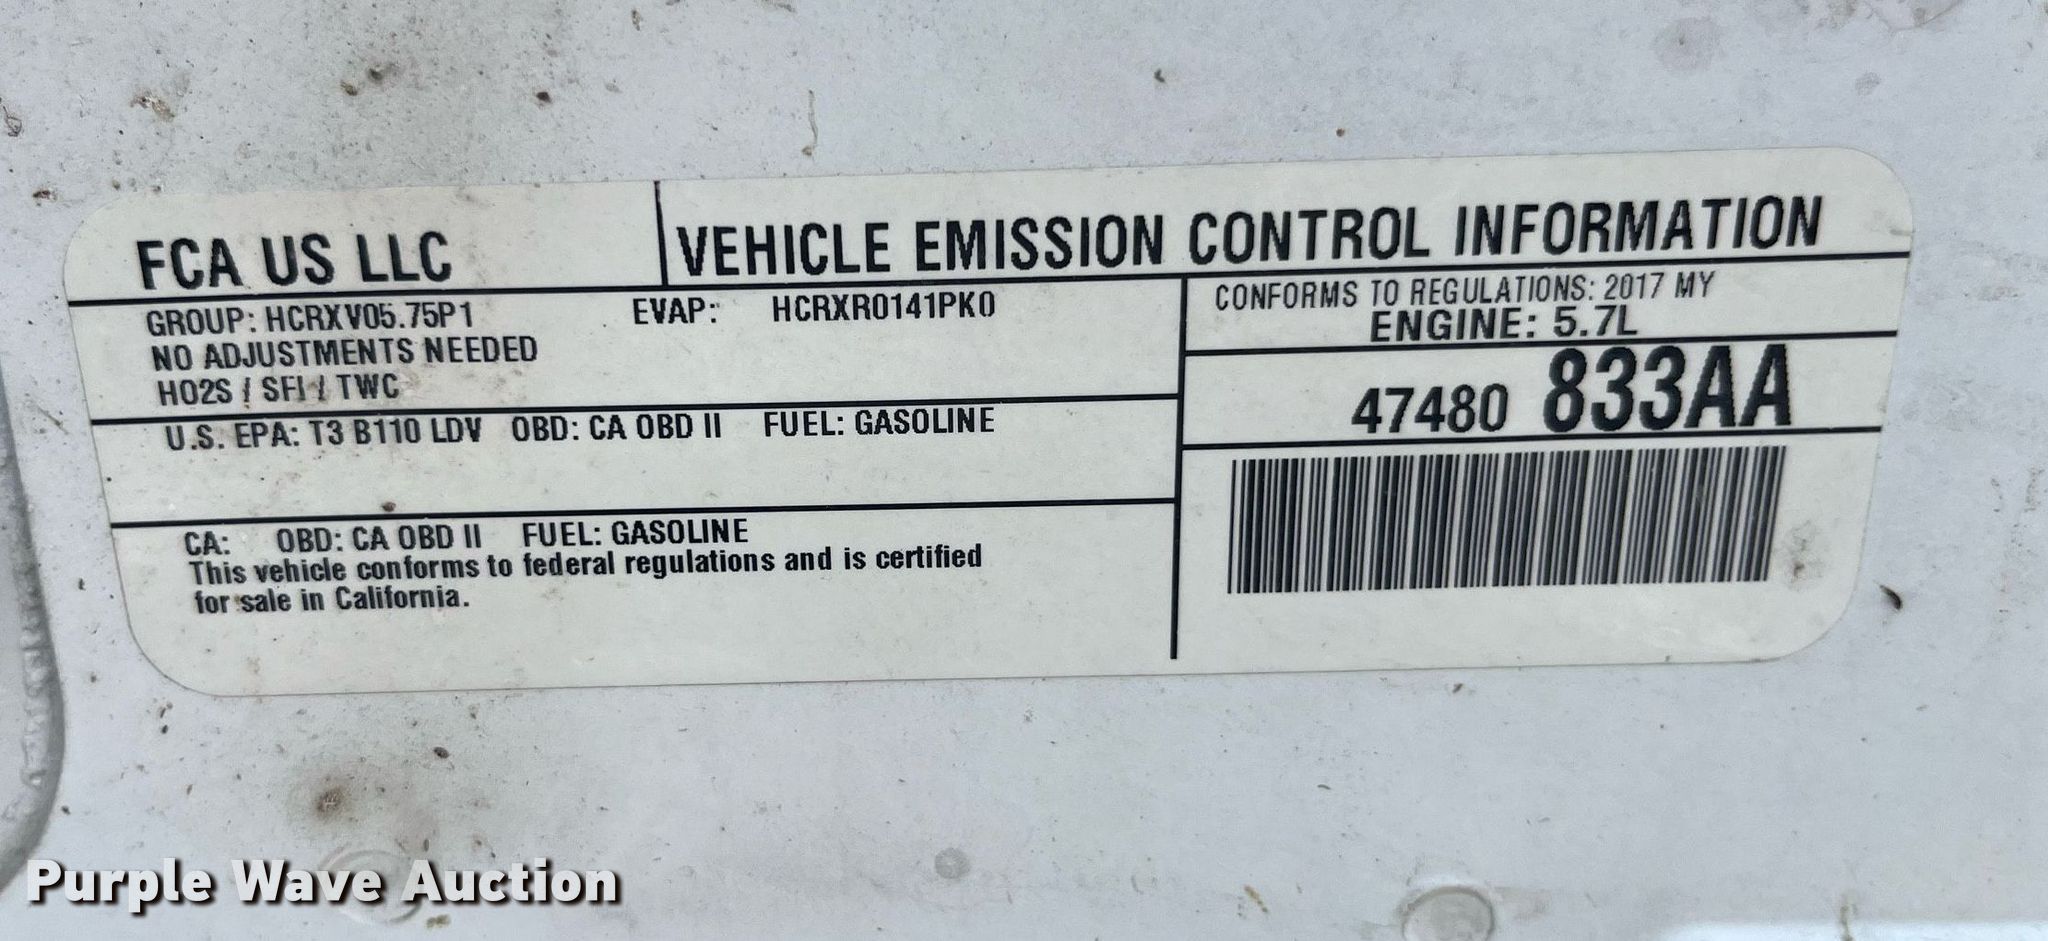 FCA US LLC
VEHICLE EMISSION CONTROL INFORMATION
GROUP: HCRXV05.75P1 EVAP: HCRXR0141PK0
NO ADJUSTMENTS NEEDED
HO2S / SFI / TWC
CONFORMS TO REGULATIONS: 2017 MY
ENGINE: 5.7L
47480 833AA
U.S. EPA: T3 B110 LDV OBD: CA OBD II FUEL: GASOLINE
CA: OBD: CA OBD II FUEL: GASOLINE
This vehicle conforms to federal regulations and is certified
for sale in California.
Purple Wave Auction